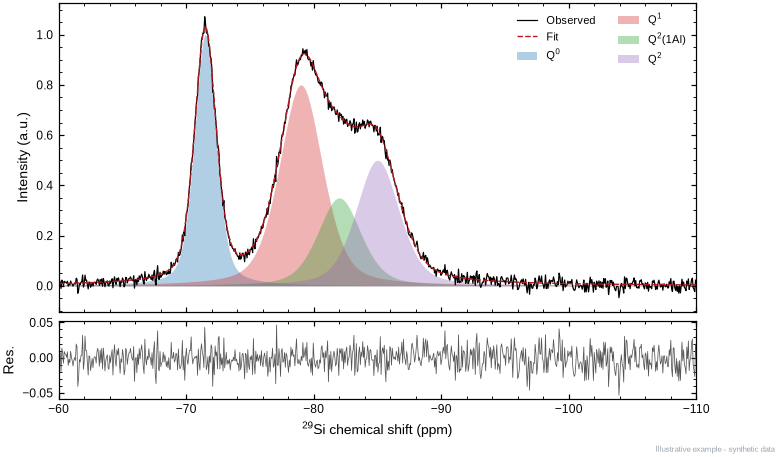 Observed
Fit
Q⁰
Q¹
Q²(1Al)
Q²
Intensity (a.u.)
1.0
0.8
0.6
0.4
0.2
0.0
Res.
0.05
0.00
−0.05
−60 −70 −80 −90 −100 −110
²⁹Si chemical shift (ppm)
Illustrative example - synthetic data